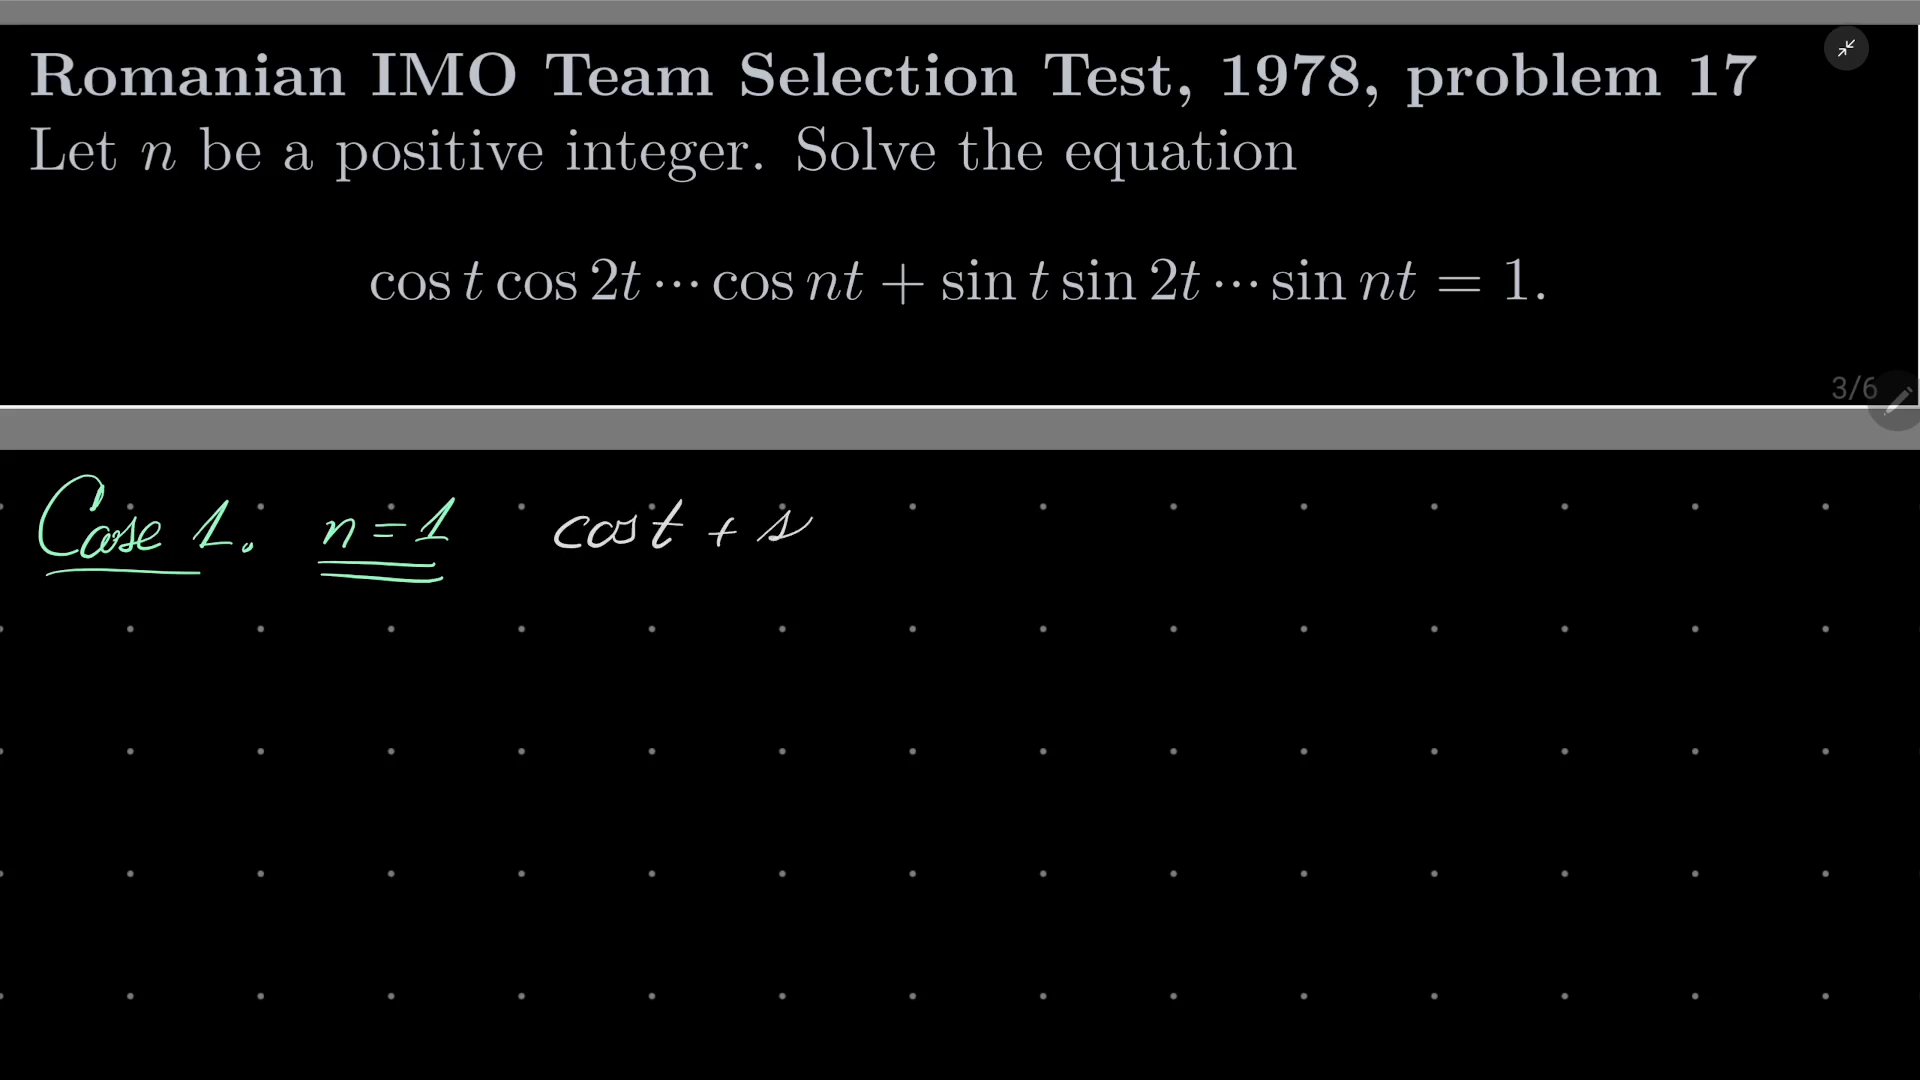 Romanian IMO Team Selection Test, 1978, problem 17
Let n be a positive integer. Solve the equation
cos t cos 2t ⋯ cos nt + sin t sin 2t ⋯ sin nt = 1.
3/6
Case 1. n = 1 cos t + s